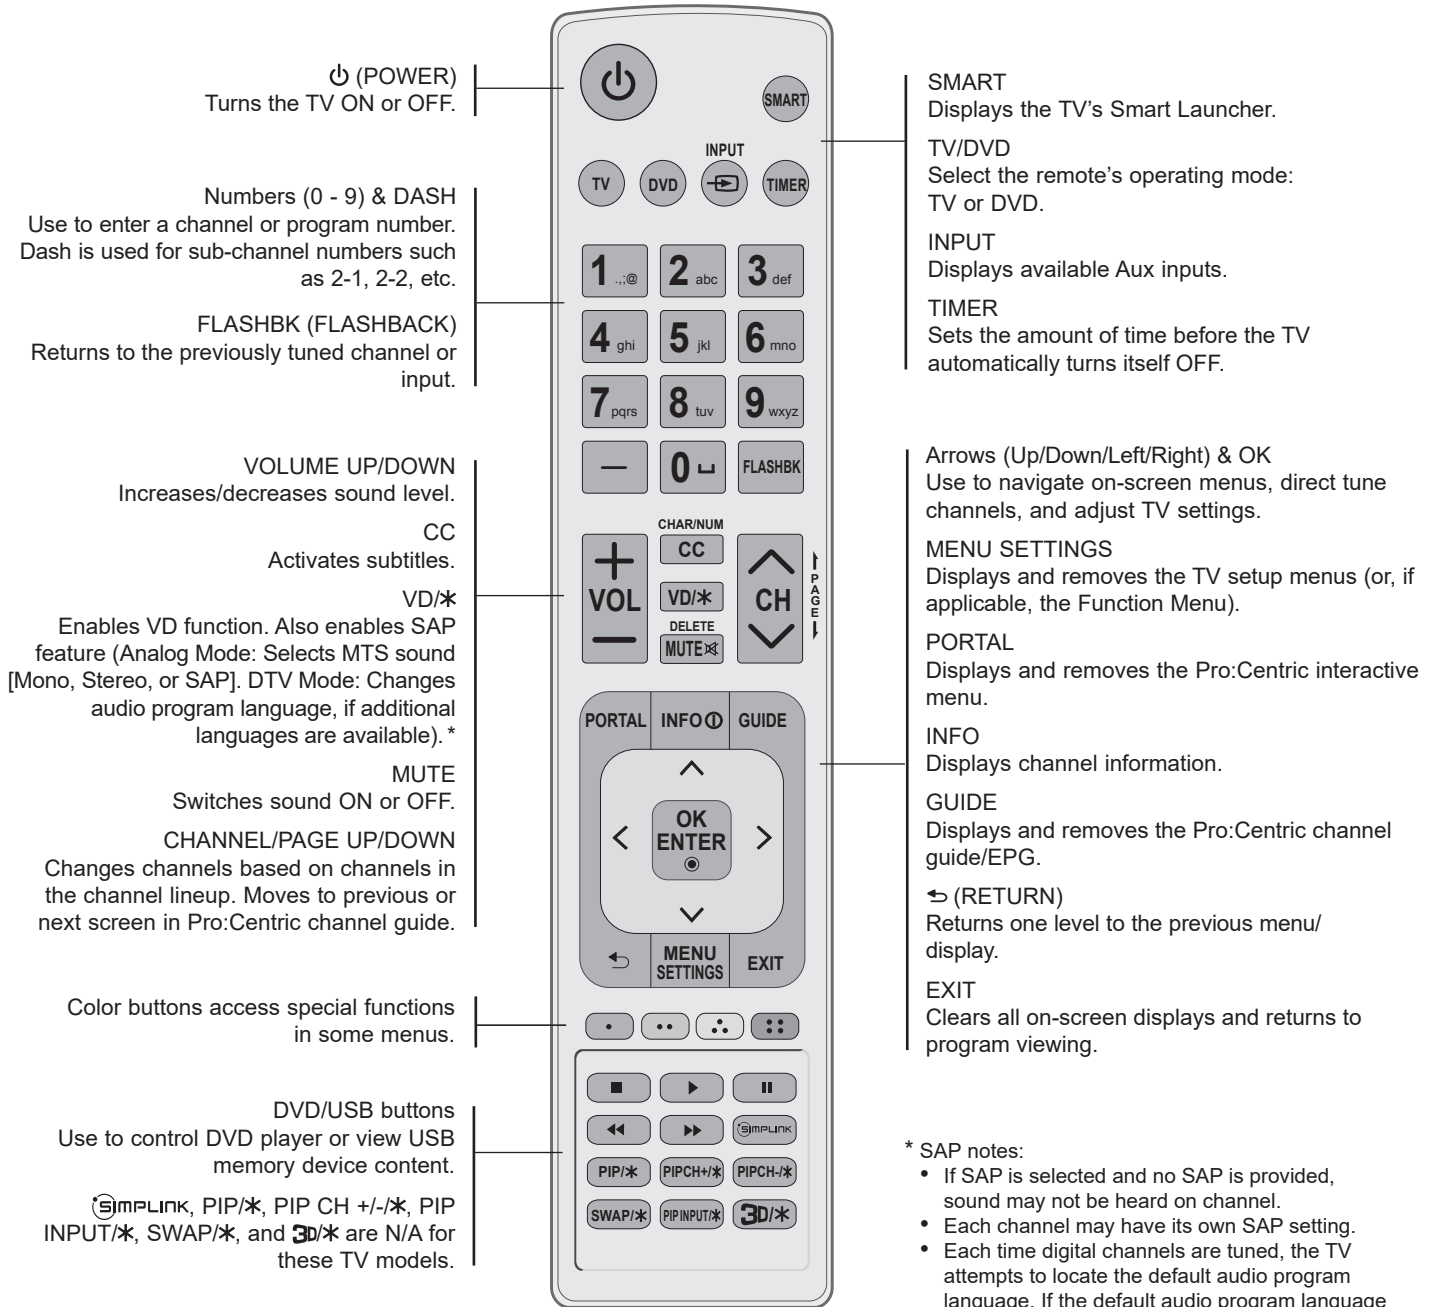 ⏻ (POWER)
Turns the TV ON or OFF.
Numbers (0 - 9) & DASH
Use to enter a channel or program number.
Dash is used for sub-channel numbers such
as 2-1, 2-2, etc.
FLASHBK (FLASHBACK)
Returns to the previously tuned channel or
input.
VOLUME UP/DOWN
Increases/decreases sound level.
CC
Activates subtitles.
VD/*
Enables VD function. Also enables SAP
feature (Analog Mode: Selects MTS sound
[Mono, Stereo, or SAP]. DTV Mode: Changes
audio program language, if additional
languages are available). *
MUTE
Switches sound ON or OFF.
CHANNEL/PAGE UP/DOWN
Changes channels based on channels in
the channel lineup. Moves to previous or
next screen in Pro:Centric channel guide.
Color buttons access special functions
in some menus.
DVD/USB buttons
Use to control DVD player or view USB
memory device content.
SIMPLINK, PIP/*, PIP CH +/-/*, PIP
INPUT/*, SWAP/*, and 3D/* are N/A for
these TV models.
SMART
INPUT
TV DVD TIMER
1 .,;@ 2 abc 3 def
4 ghi 5 jkl 6 mno
7 pqrs 8 tuv 9 wxyz
— 0 FLASHBK
CHAR/NUM
+ CC
VOL VD/* CH PAGE
DELETE
— MUTE
PORTAL INFO GUIDE
OK
ENTER
MENU
SETTINGS EXIT
SIMPLINK
PIP/* PIPCH+/* PIPCH-/*
SWAP/* PIP INPUT/* 3D/*
SMART
Displays the TV’s Smart Launcher.
TV/DVD
Select the remote’s operating mode:
TV or DVD.
INPUT
Displays available Aux inputs.
TIMER
Sets the amount of time before the TV
automatically turns itself OFF.
Arrows (Up/Down/Left/Right) & OK
Use to navigate on-screen menus, direct tune
channels, and adjust TV settings.
MENU SETTINGS
Displays and removes the TV setup menus (or, if
applicable, the Function Menu).
PORTAL
Displays and removes the Pro:Centric interactive
menu.
INFO
Displays channel information.
GUIDE
Displays and removes the Pro:Centric channel
guide/EPG.
⮌ (RETURN)
Returns one level to the previous menu/
display.
EXIT
Clears all on-screen displays and returns to
program viewing.
* SAP notes:
• If SAP is selected and no SAP is provided,
sound may not be heard on channel.
• Each channel may have its own SAP setting.
• Each time digital channels are tuned, the TV
attempts to locate the default audio program
language. If the default audio program language